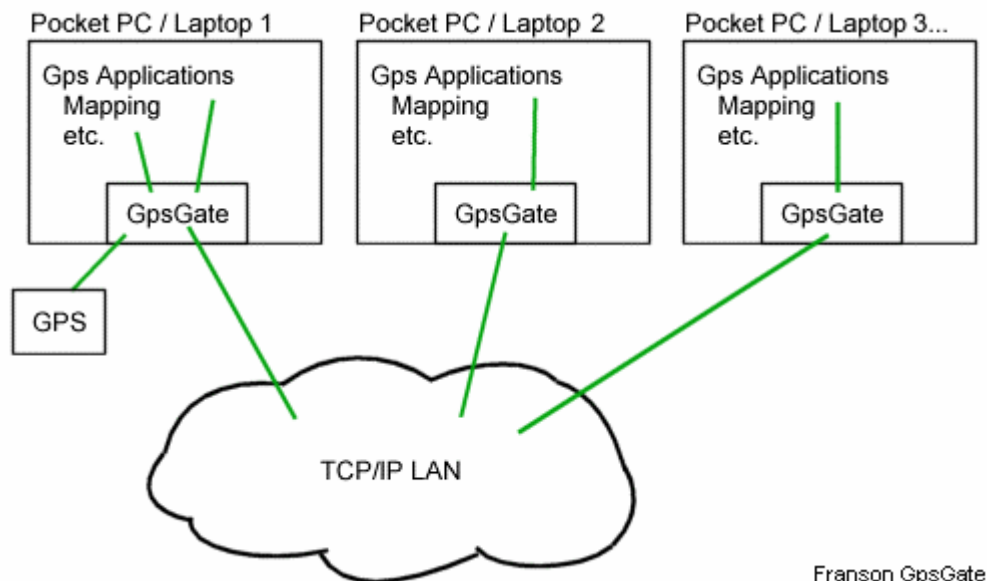 Pocket PC / Laptop 1
Gps Applications
Mapping
etc.
GpsGate
GPS
Pocket PC / Laptop 2
Gps Applications
Mapping
etc.
GpsGate
Pocket PC / Laptop 3...
Gps Applications
Mapping
etc.
GpsGate
TCP/IP LAN
Franson GpsGate